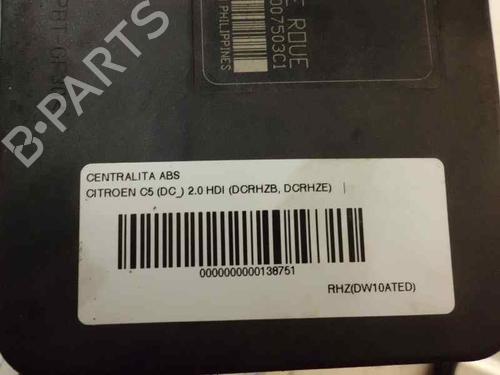 B-PARTS
E ROUE
007503C1
PHILIPPINES
CENTRALITA ABS
CITROEN C5 (DC_) 2.0 HDI (DCRHZB, DCRHZE) |
0000000000138751
RHZ(DW10ATED)